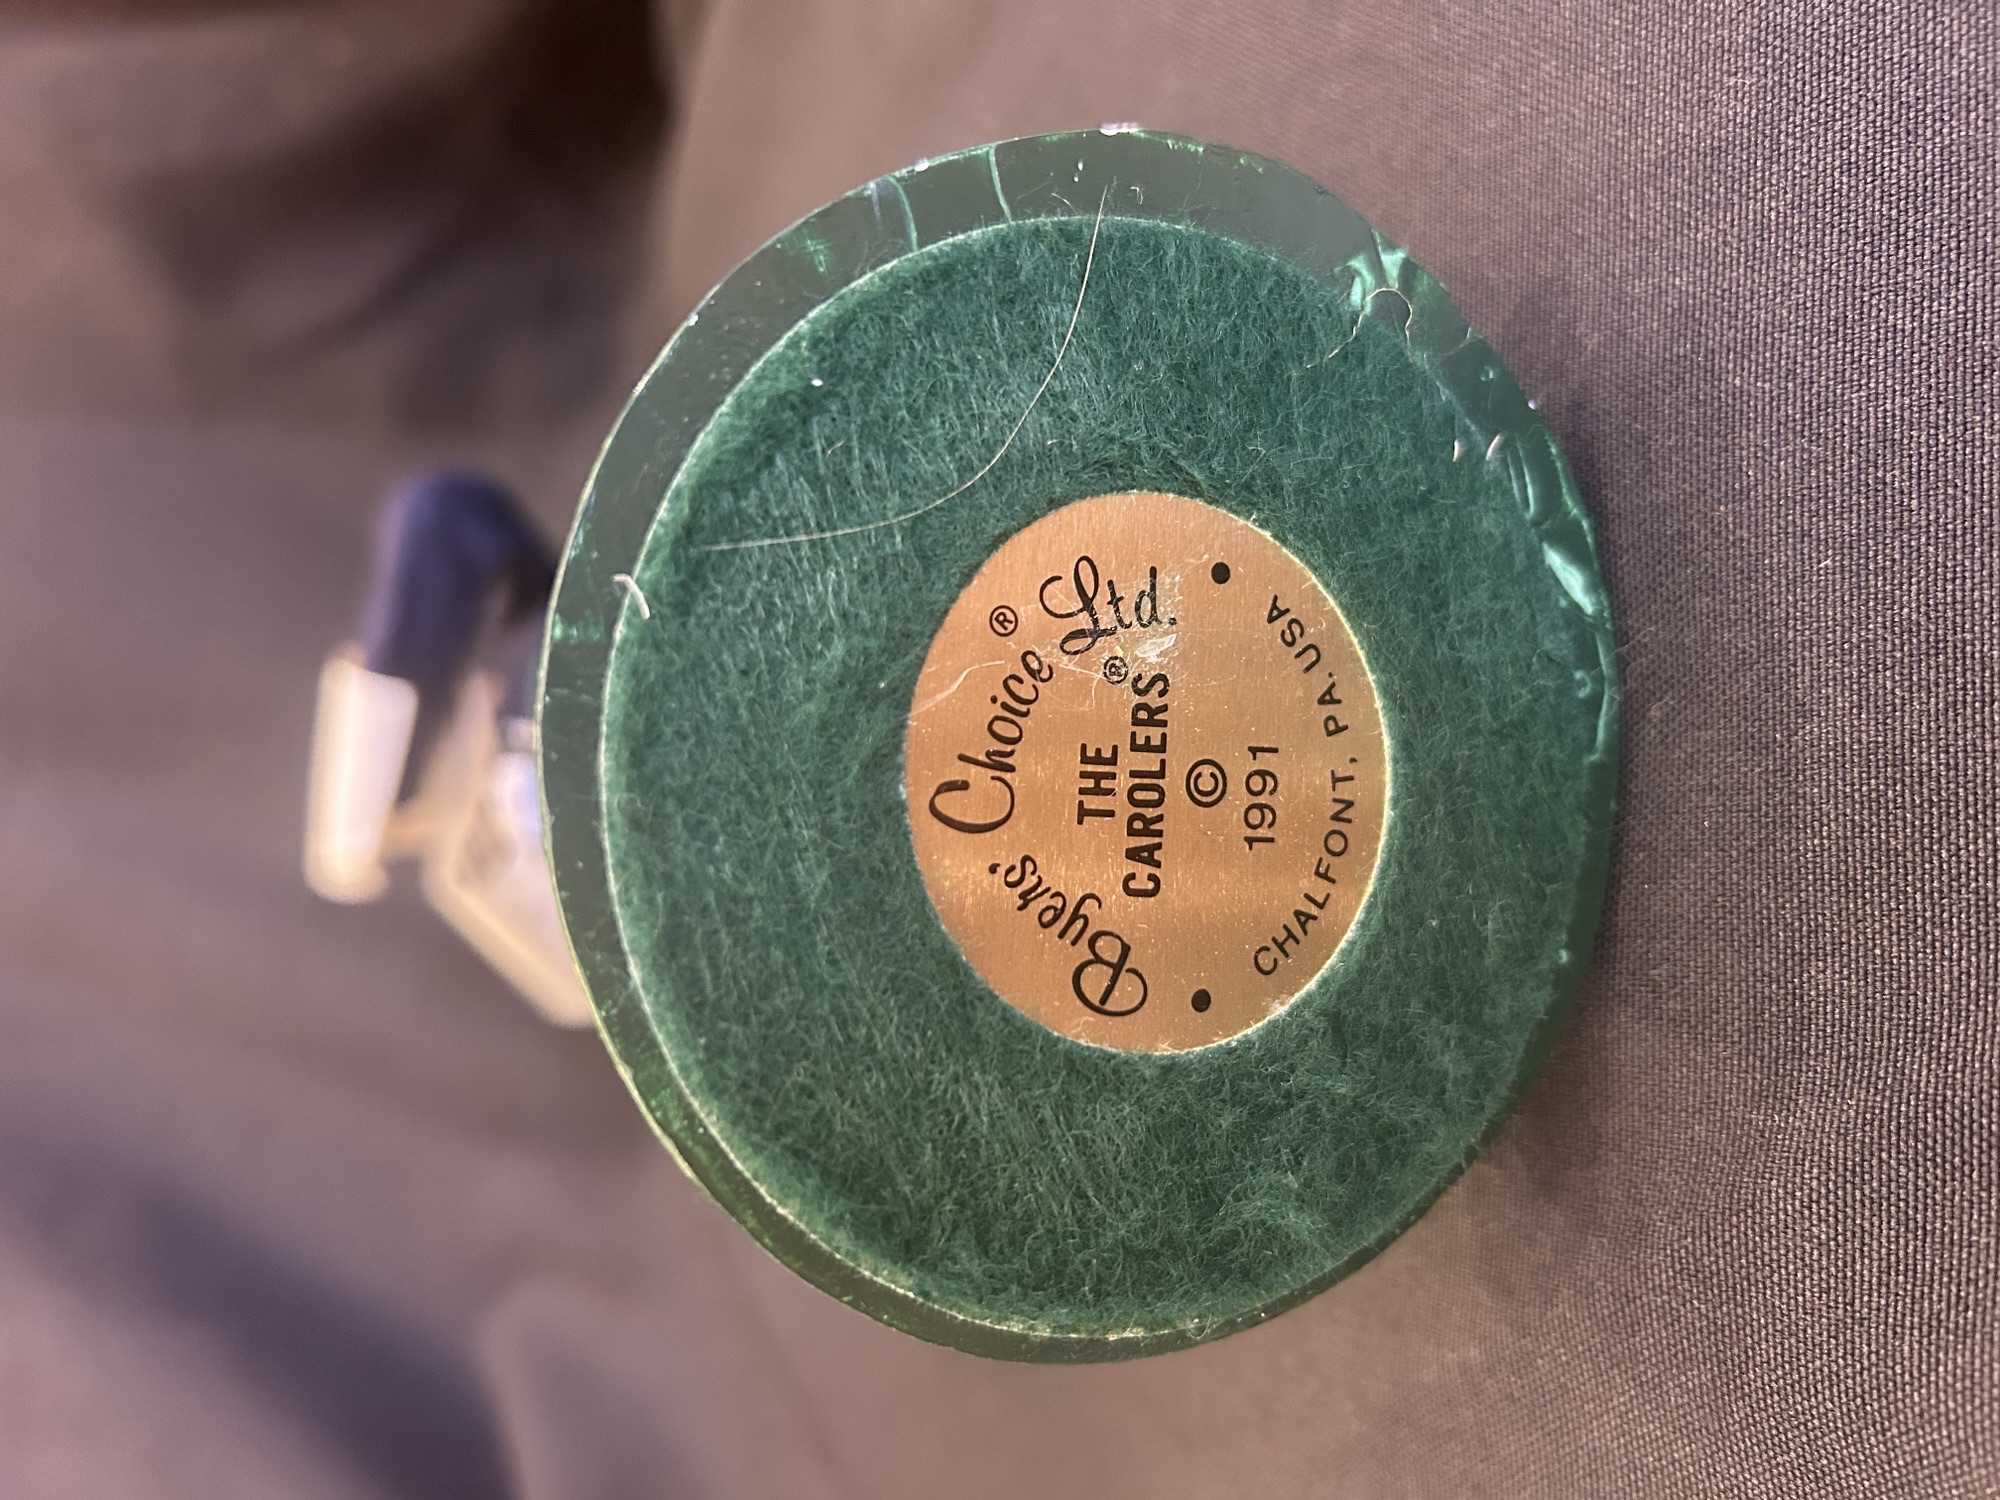 Byers' Choice® Ltd.
THE ®
CAROLERS
©
1991
• CHALFONT, PA. USA •